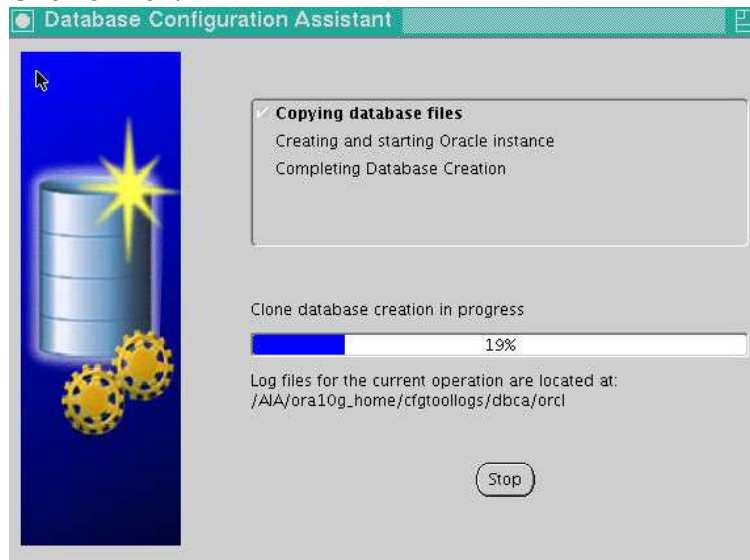 Database Configuration Assistant
Copying database files
Creating and starting Oracle instance
Completing Database Creation
Clone database creation in progress
19%
Log files for the current operation are located at:
/AIA/ora10g_home/cfgtoollogs/dbca/orcl
Stop